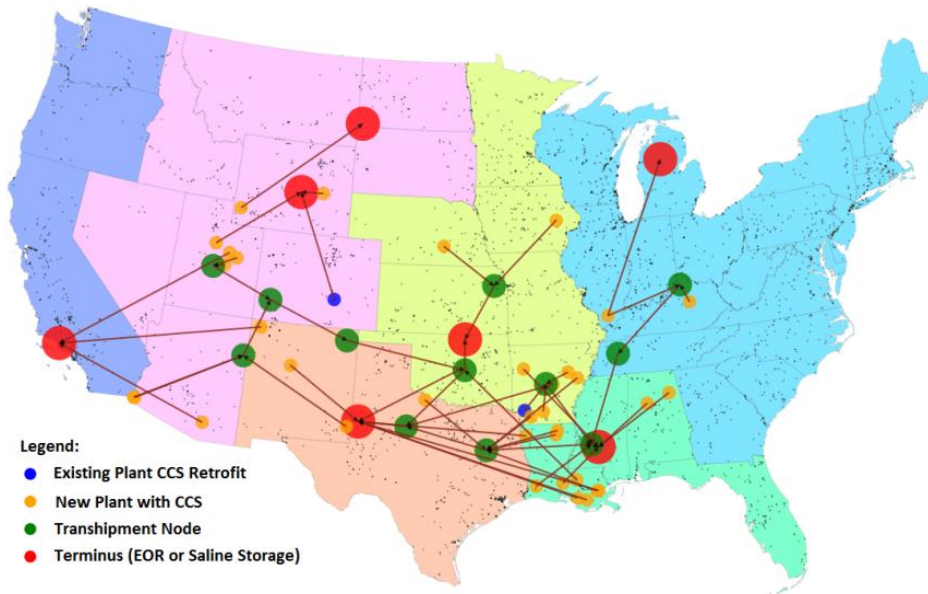 Legend:
Existing Plant CCS Retrofit
New Plant with CCS
Transhipment Node
Terminus (EOR or Saline Storage)